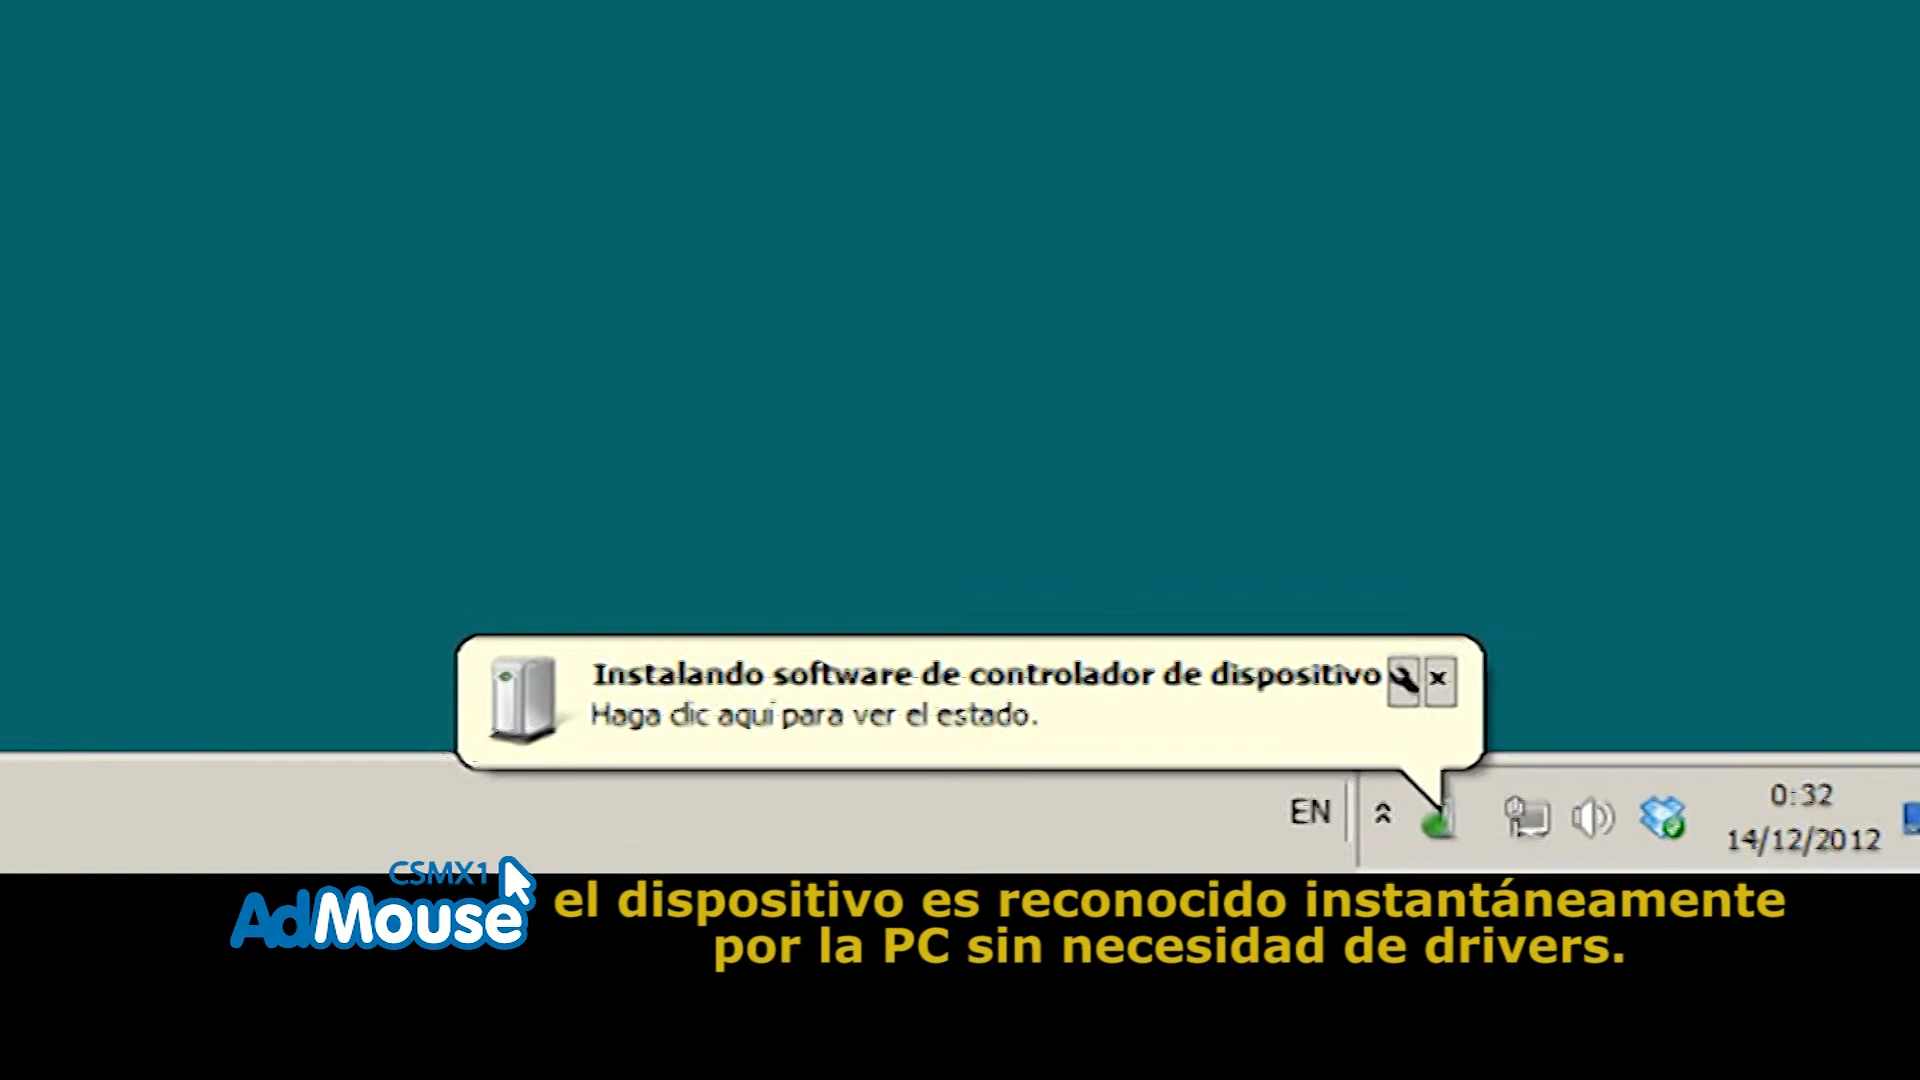 Instalando software de controlador de dispositivo
Haga clic aquí para ver el estado.
EN
0:32
14/12/2012
CSMX1
AdMouse
el dispositivo es reconocido instantáneamente
por la PC sin necesidad de drivers.